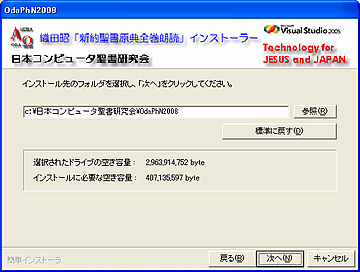 OdaPhN2008
織田昭「新約聖書原典全巻朗読」インストーラー
日本コンピュータ聖書研究会
Microsoft
Visual Studio 2005
Technology for
JESUS and JAPAN
インストール先のフォルダを選択し、「次へ」をクリックしてください。
c:¥日本コンピュータ聖書研究会¥OdaPhN2008
参照(R)
標準に戻す(D)
選択されたドライブの空き容量: 2,963,914,752 byte
インストールに必要な空き容量: 407,135,597 byte
簡単インストーラ
戻る(B)
次へ(N)
キャンセル